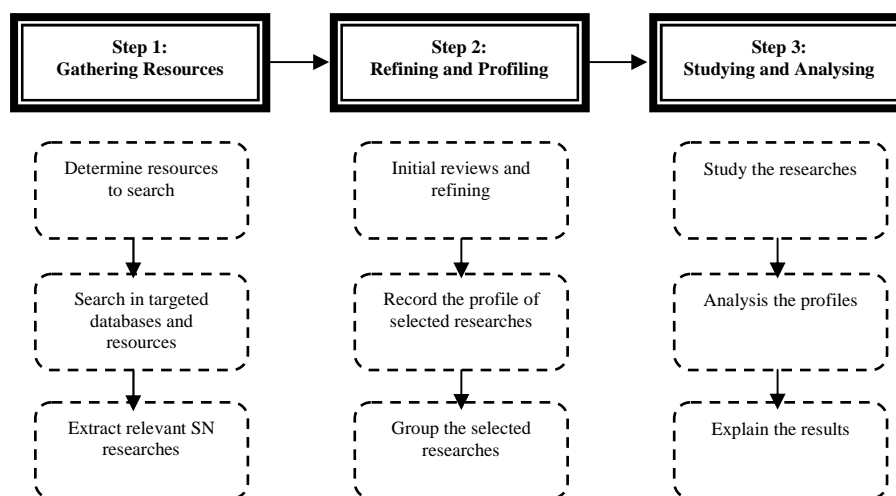 Step 1:
Gathering Resources
Step 2:
Refining and Profiling
Step 3:
Studying and Analysing
Determine resources
to search
Initial reviews and
refining
Study the researches
Search in targeted
databases and
resources
Record the profile of
selected researches
Analysis the profiles
Extract relevant SN
researches
Group the selected
researches
Explain the results